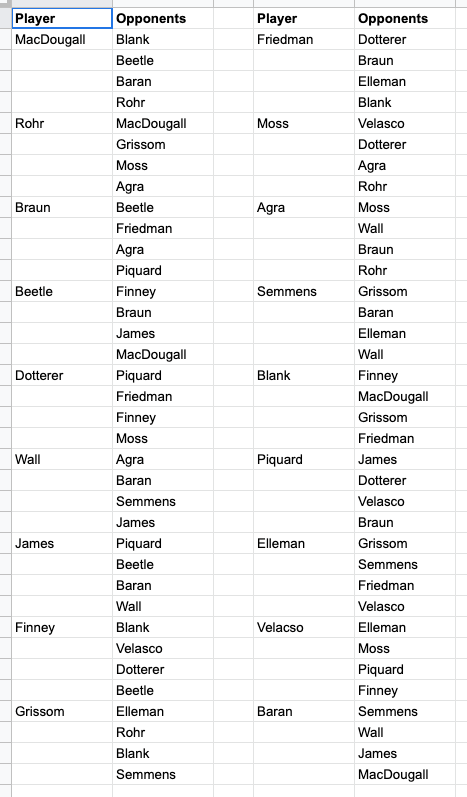 Player Opponents Player Opponents
MacDougall Blank Friedman Dotterer
Beetle Braun
Baran Elleman
Rohr Blank
Rohr MacDougall Moss Velasco
Grissom Dotterer
Moss Agra
Agra Rohr
Braun Beetle Agra Moss
Friedman Wall
Agra Braun
Piquard Rohr
Beetle Finney Semmens Grissom
Braun Baran
James Elleman
MacDougall Wall
Dotterer Piquard Blank Finney
Friedman MacDougall
Finney Grissom
Moss Friedman
Wall Agra Piquard James
Baran Dotterer
Semmens Velasco
James Braun
James Piquard Elleman Grissom
Beetle Semmens
Baran Friedman
Wall Velasco
Finney Blank Velacso Elleman
Velasco Moss
Dotterer Piquard
Beetle Finney
Grissom Elleman Baran Semmens
Rohr Wall
Blank James
Semmens MacDougall